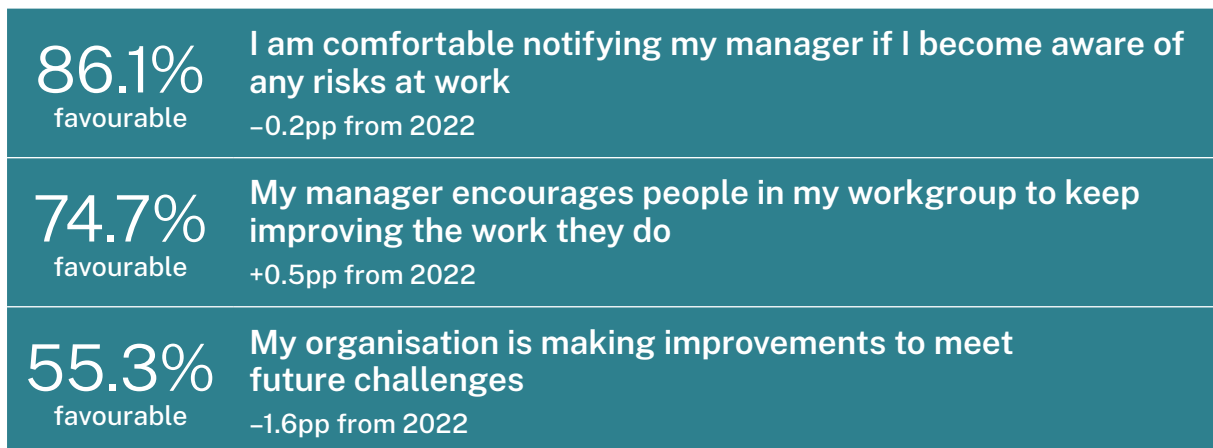 86.1%
favourable
I am comfortable notifying my manager if I become aware of
any risks at work
–0.2pp from 2022
74.7%
favourable
My manager encourages people in my workgroup to keep
improving the work they do
+0.5pp from 2022
55.3%
favourable
My organisation is making improvements to meet
future challenges
–1.6pp from 2022